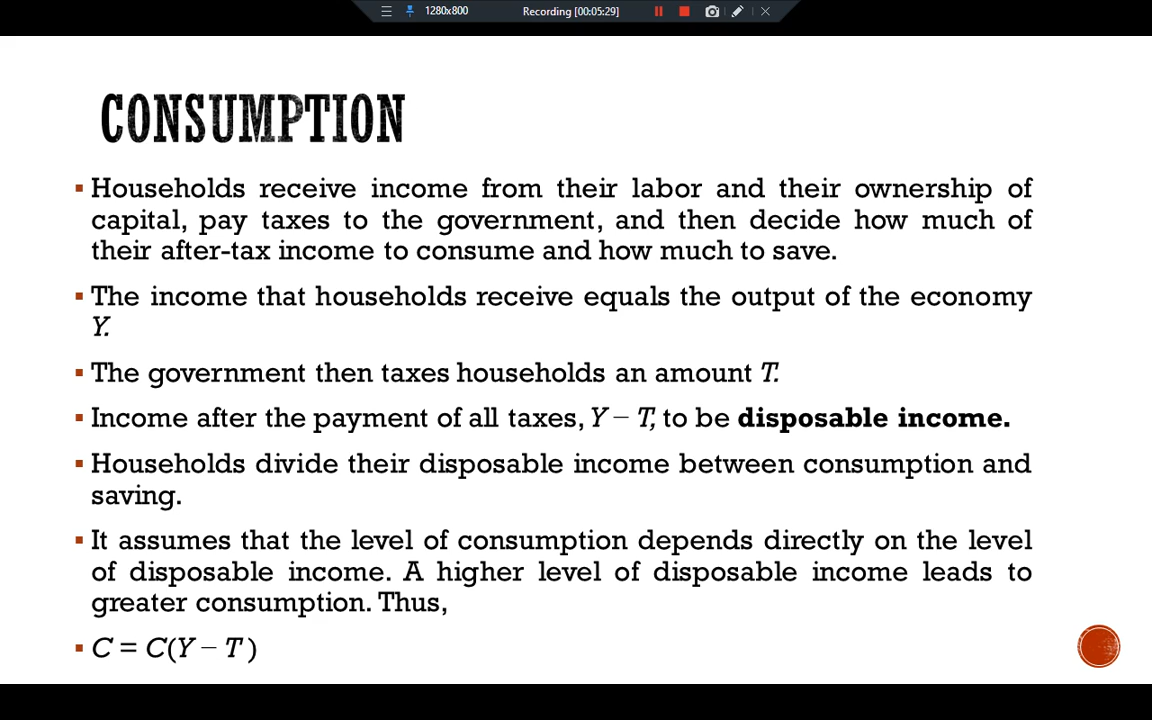 1280x800 Recording [00:05:29]
CONSUMPTION
▪ Households receive income from their labor and their ownership of
capital, pay taxes to the government, and then decide how much of
their after-tax income to consume and how much to save.
▪ The income that households receive equals the output of the economy
Y.
▪ The government then taxes households an amount T.
▪ Income after the payment of all taxes, Y − T, to be disposable income.
▪ Households divide their disposable income between consumption and
saving.
▪ It assumes that the level of consumption depends directly on the level
of disposable income. A higher level of disposable income leads to
greater consumption. Thus,
▪ C = C(Y − T )